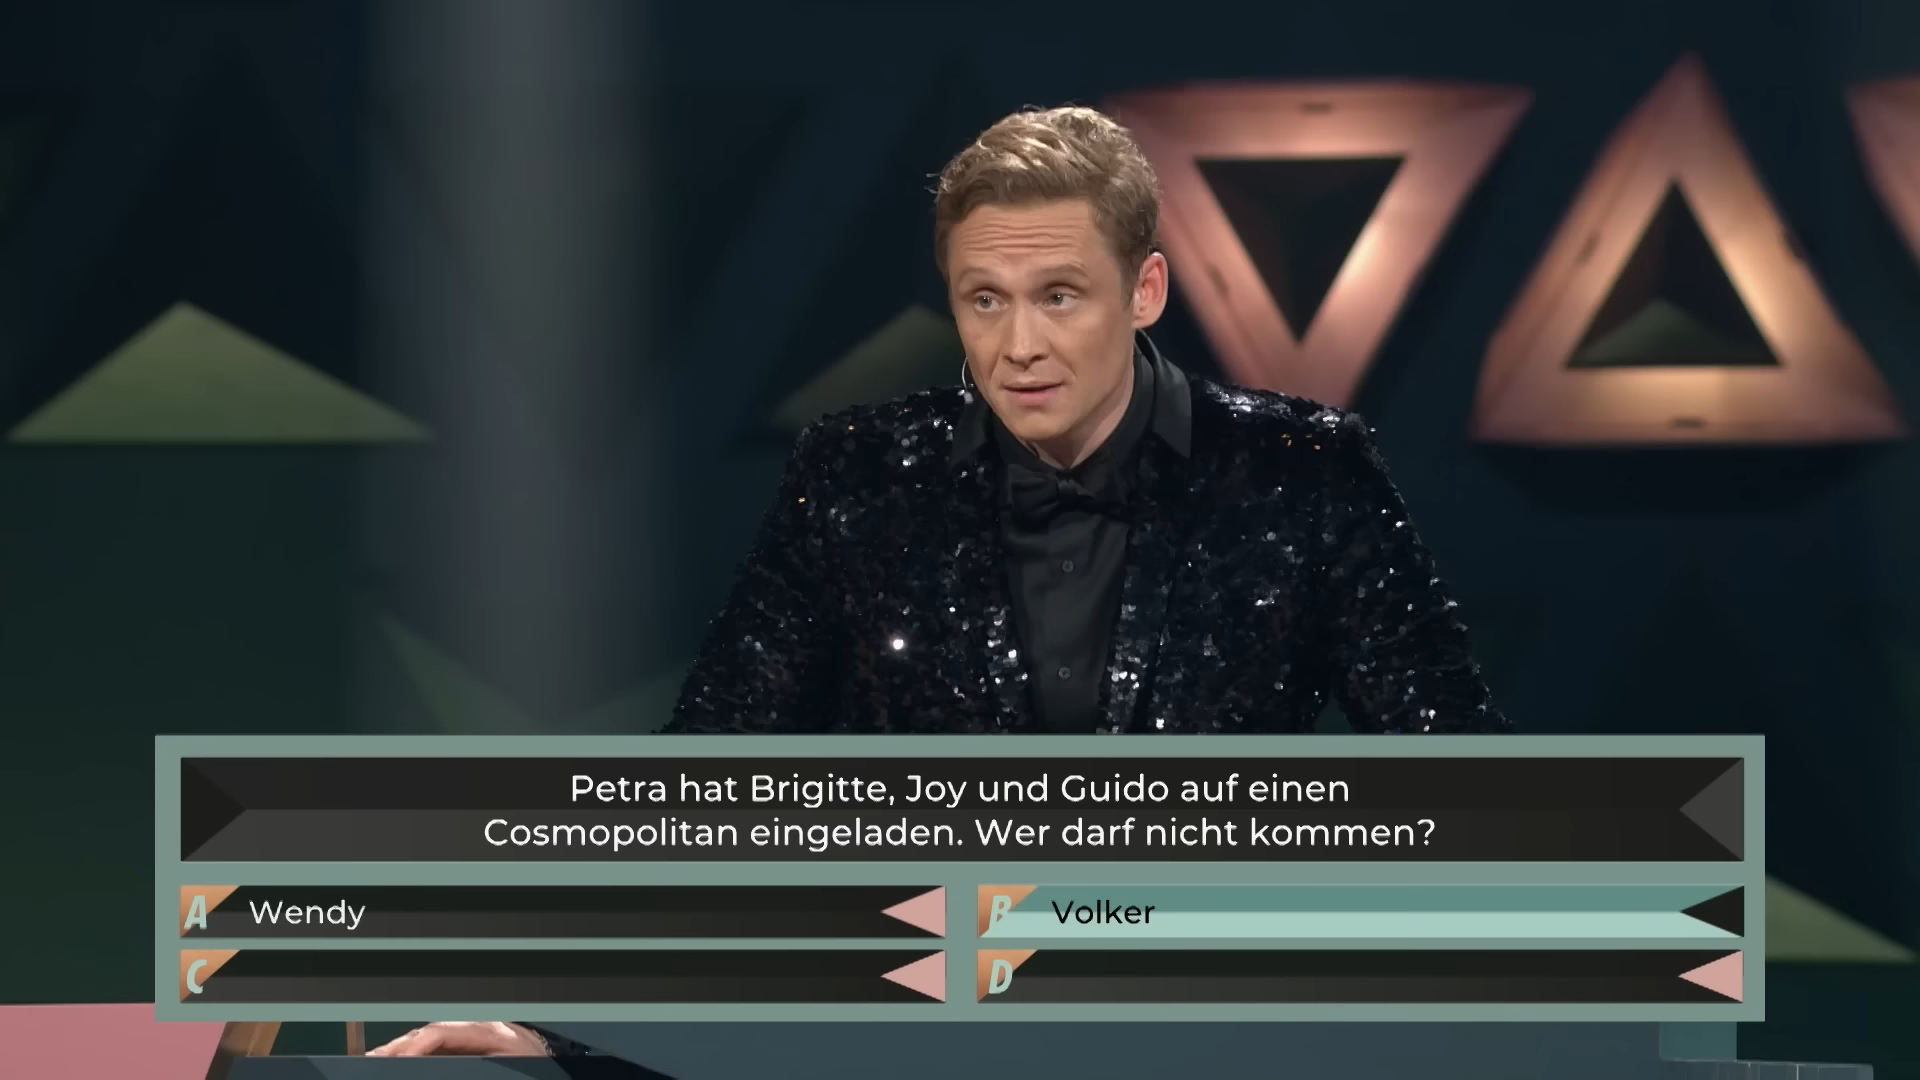 Petra hat Brigitte, Joy und Guido auf einen
Cosmopolitan eingeladen. Wer darf nicht kommen?
A Wendy
B Volker
C
D